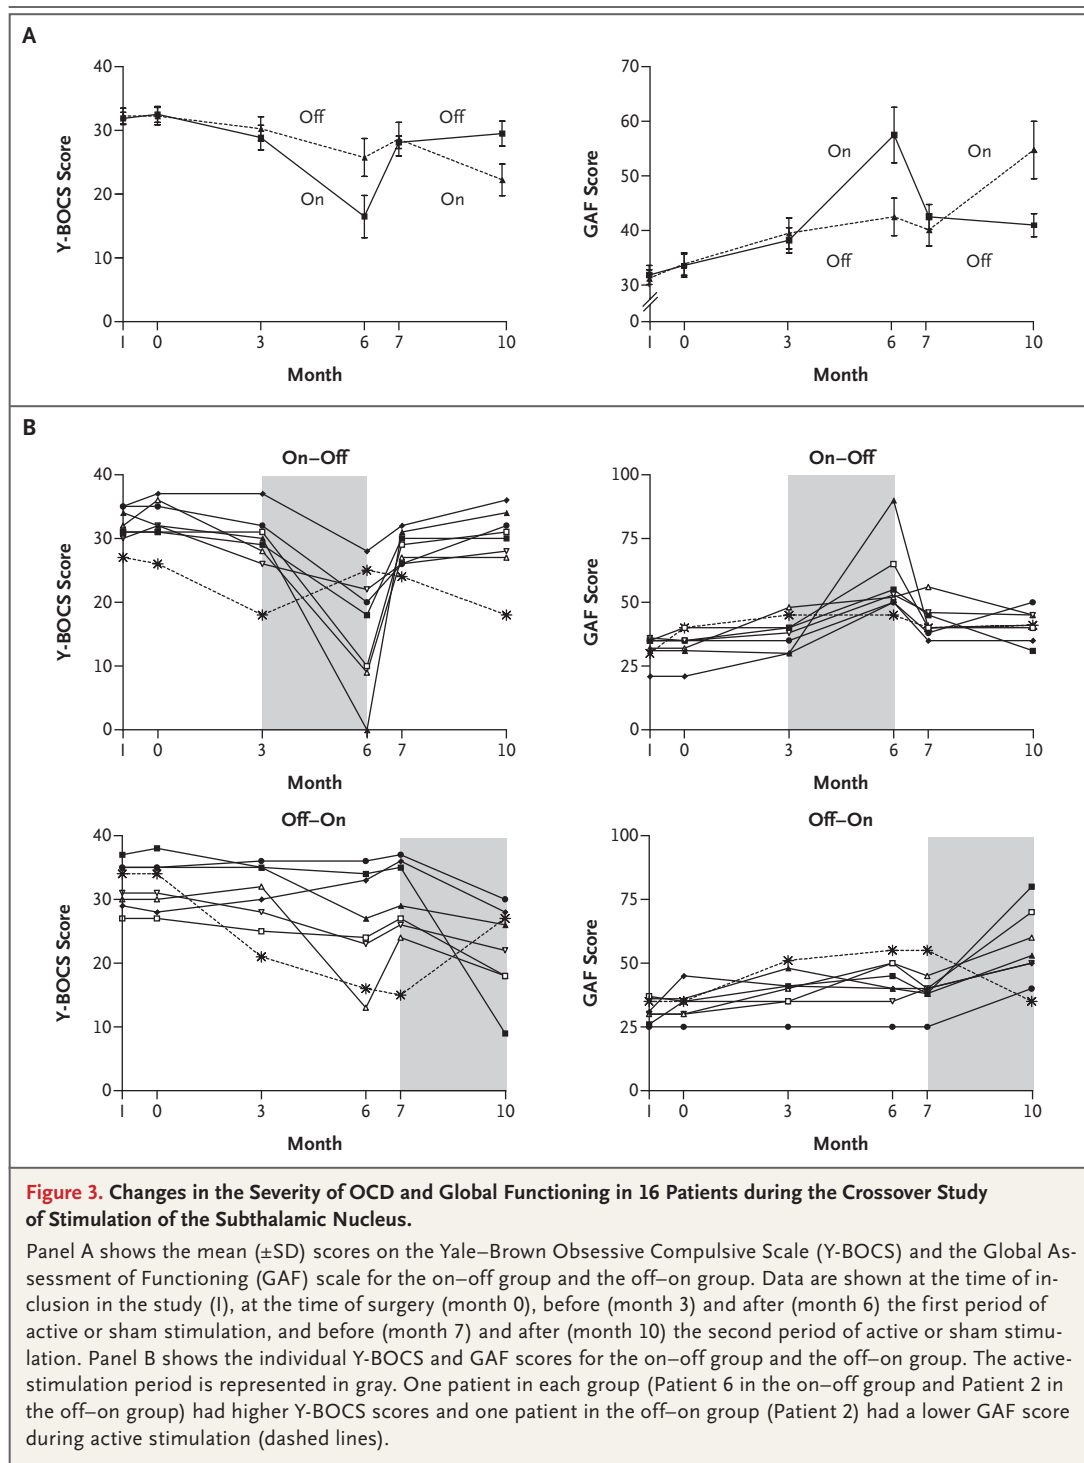 A
40
30
20
10
0
Y-BOCS Score
Off
Off
On
On
I 0 3 6 7 10
Month
70
60
50
40
30
0
GAF Score
On
On
Off
Off
I 0 3 6 7 10
Month
B
On–Off
40
30
20
10
0
Y-BOCS Score
I 0 3 6 7 10
Month
On–Off
100
75
50
25
0
GAF Score
I 0 3 6 7 10
Month
Off–On
40
30
20
10
0
Y-BOCS Score
I 0 3 6 7 10
Month
Off–On
100
75
50
25
0
GAF Score
I 0 3 6 7 10
Month
Figure 3. Changes in the Severity of OCD and Global Functioning in 16 Patients during the Crossover Study
of Stimulation of the Subthalamic Nucleus.
Panel A shows the mean (±SD) scores on the Yale–Brown Obsessive Compulsive Scale (Y-BOCS) and the Global As-
sessment of Functioning (GAF) scale for the on–off group and the off–on group. Data are shown at the time of in-
clusion in the study (I), at the time of surgery (month 0), before (month 3) and after (month 6) the first period of
active or sham stimulation, and before (month 7) and after (month 10) the second period of active or sham stimu-
lation. Panel B shows the individual Y-BOCS and GAF scores for the on–off group and the off–on group. The active-
stimulation period is represented in gray. One patient in each group (Patient 6 in the on–off group and Patient 2 in
the off–on group) had higher Y-BOCS scores and one patient in the off–on group (Patient 2) had a lower GAF score
during active stimulation (dashed lines).